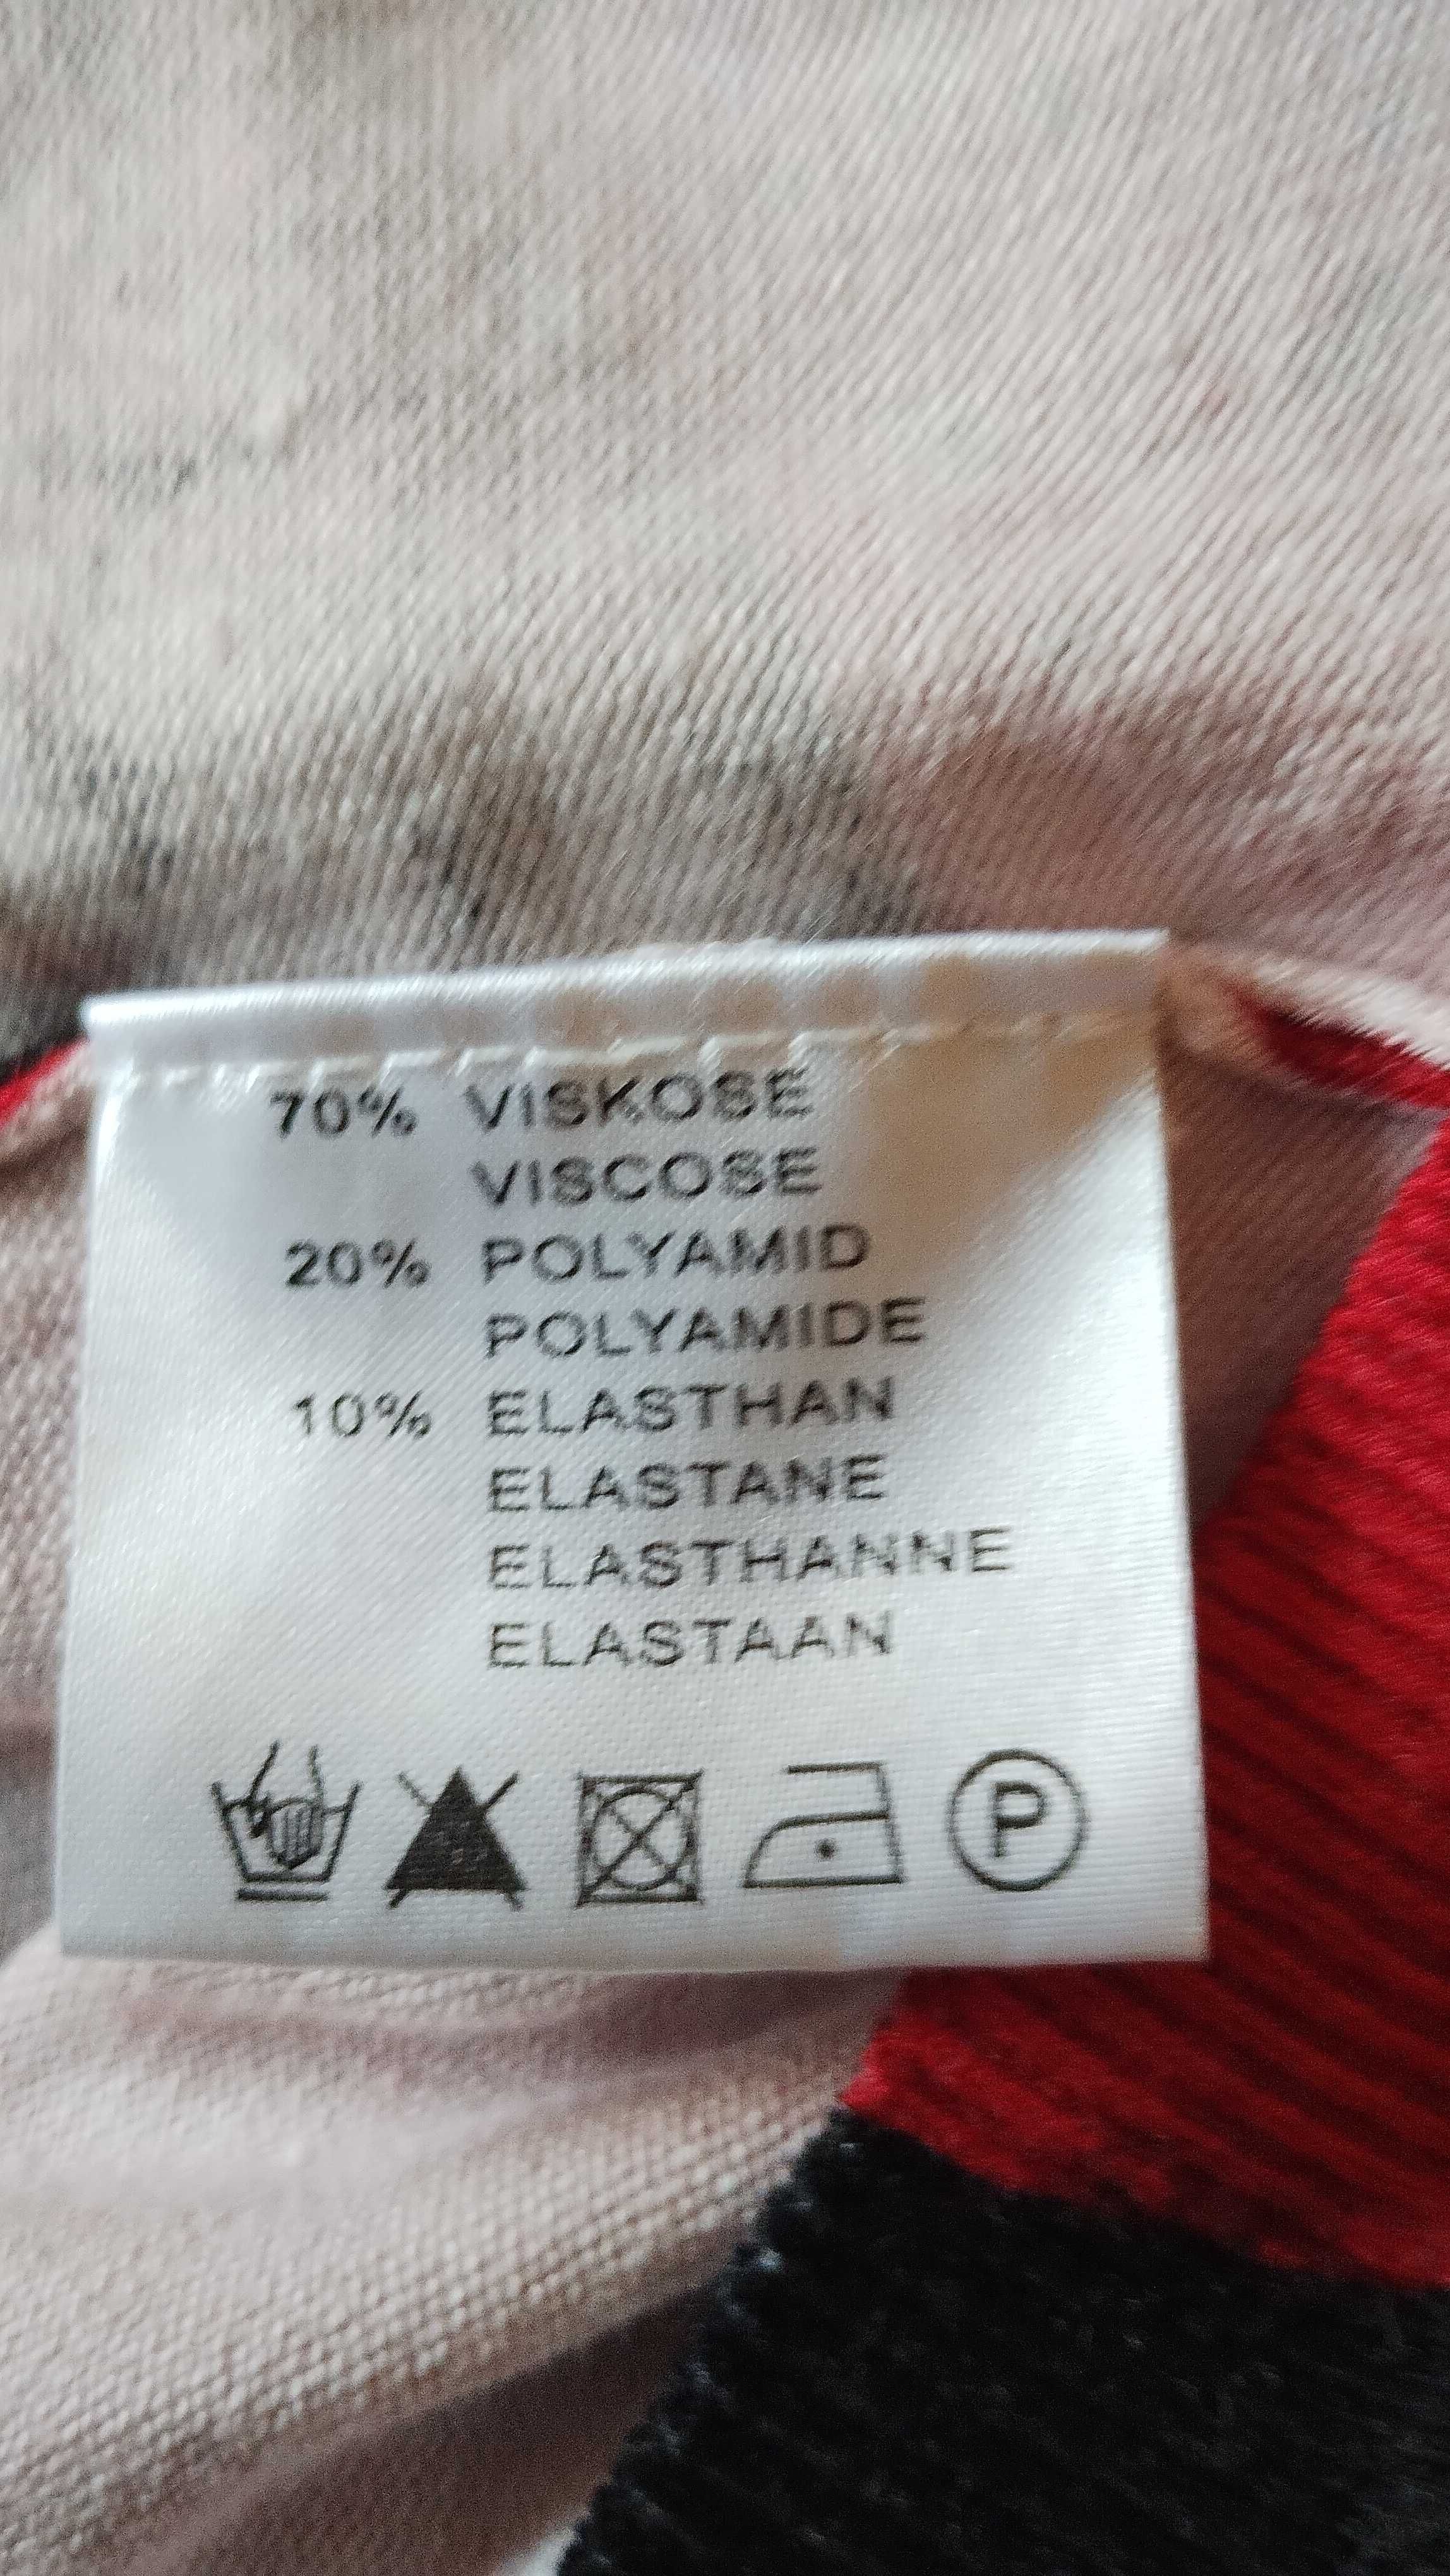 70% VISKOSE
VISCOSE
20% POLYAMID
POLYAMIDE
10% ELASTHAN
ELASTANE
ELASTHANNE
ELASTAAN
P